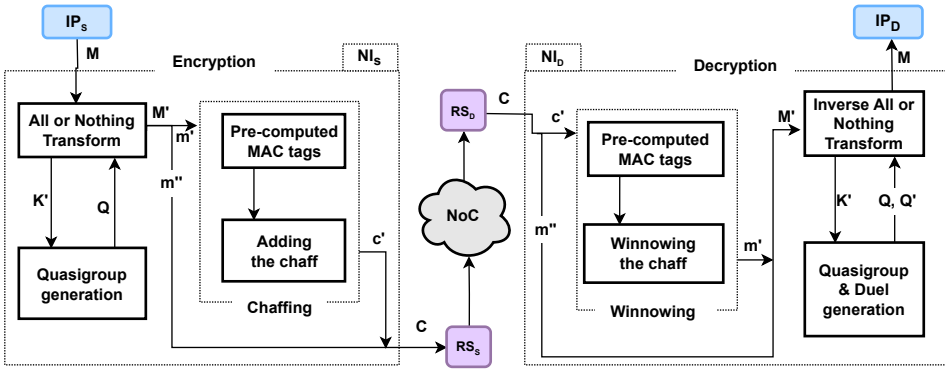 IPS
M
Encryption
NIS
All or Nothing
Transform
M'
m'
m''
K'
Q
Quasigroup
generation
Pre-computed
MAC tags
Adding
the chaff
Chaffing
c'
C
RSS
NoC
RSD
C
NID
Decryption
IPD
M
c'
m''
Pre-computed
MAC tags
Winnowing
the chaff
Winnowing
m'
M'
Inverse All or
Nothing
Transform
K'
Q, Q'
Quasigroup
& Duel
generation